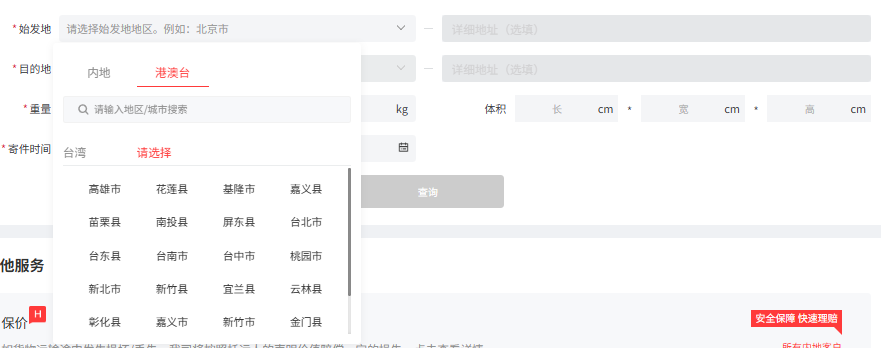 * 始发地 请选择始发地地区。例如：北京市 — 详细地址（选填）
内地 港澳台
* 目的地 — 详细地址（选填）
请输入地区/城市搜索
* 重量 kg 体积 长 cm * 宽 cm * 高 cm
* 寄件时间
台湾 请选择
高雄市 花莲县 基隆市 嘉义县
查询
苗栗县 南投县 屏东县 台北市
台东县 台南市 台中市 桃园市
他服务
新北市 新竹县 宜兰县 云林县
保价 H
彰化县 嘉义市 新竹市 金门县
安全保障 快速理赔